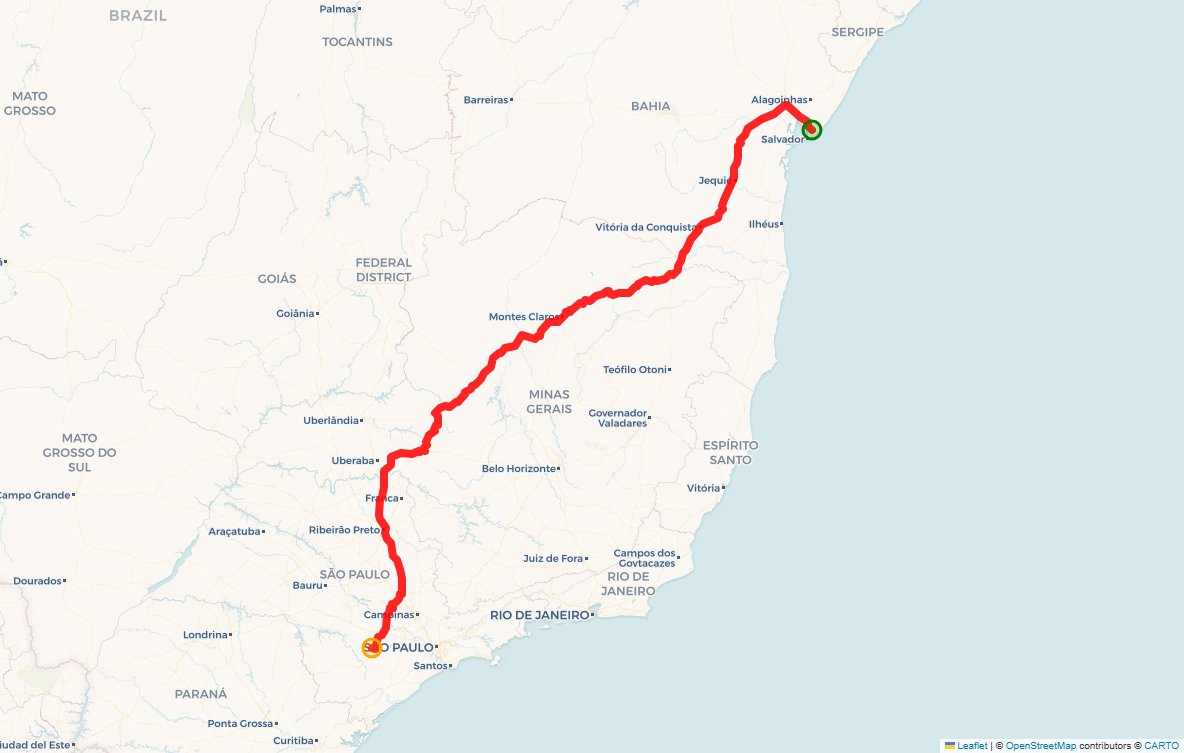 BRAZIL
Palmas
TOCANTINS
SERGIPE
MATO
GROSSO
Barreiras
BAHIA
Alagoinhas
Salvador
Jequié
Vitória da Conquista
Ilhéus
FEDERAL
DISTRICT
GOIÁS
Goiânia
Montes Claros
Teófilo Otoni
MINAS
GERAIS
Governador
Valadares
Uberlândia
MATO
GROSSO DO
SUL
ESPÍRITO
SANTO
Uberaba
Belo Horizonte
Vitória
Campo Grande
Franca
Araçatuba
Ribeirão Preto
Juiz de Fora
Campos dos
Govtacazes
RIO DE
JANEIRO
SÃO PAULO
Dourados
Bauru
Campinas
RIO DE JANEIRO
Londrina
SÃO PAULO
Santos
PARANÁ
Ponta Grossa
Curitiba
iudad del Este
Leaflet | © OpenStreetMap contributors © CARTO